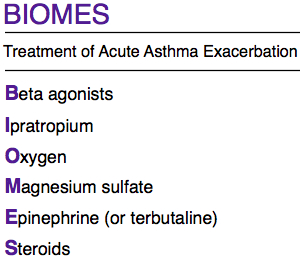 BIOMES
Treatment of Acute Asthma Exacerbation
Beta agonists
Ipratropium
Oxygen
Magnesium sulfate
Epinephrine (or terbutaline)
Steroids